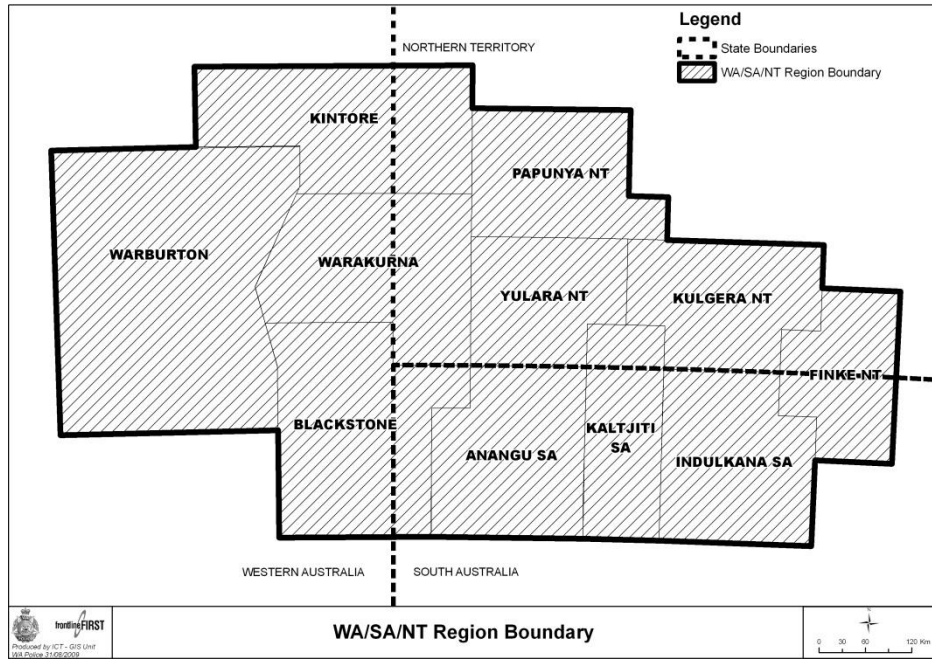 Legend
State Boundaries
WA/SA/NT Region Boundary
NORTHERN TERRITORY
KINTORE
PAPUNYA NT
WARBURTON
WARAKURNA
YULARA NT
KULGERA NT
FINKE NT
BLACKSTONE
KALTJITI
SA
ANANGU SA
INDULKANA SA
WESTERN AUSTRALIA
SOUTH AUSTRALIA
frontlineFIRST
Produced by ICT - GIS Unit
WA Police 31/08/2009
WA/SA/NT Region Boundary
N
0 30 60 120 Km